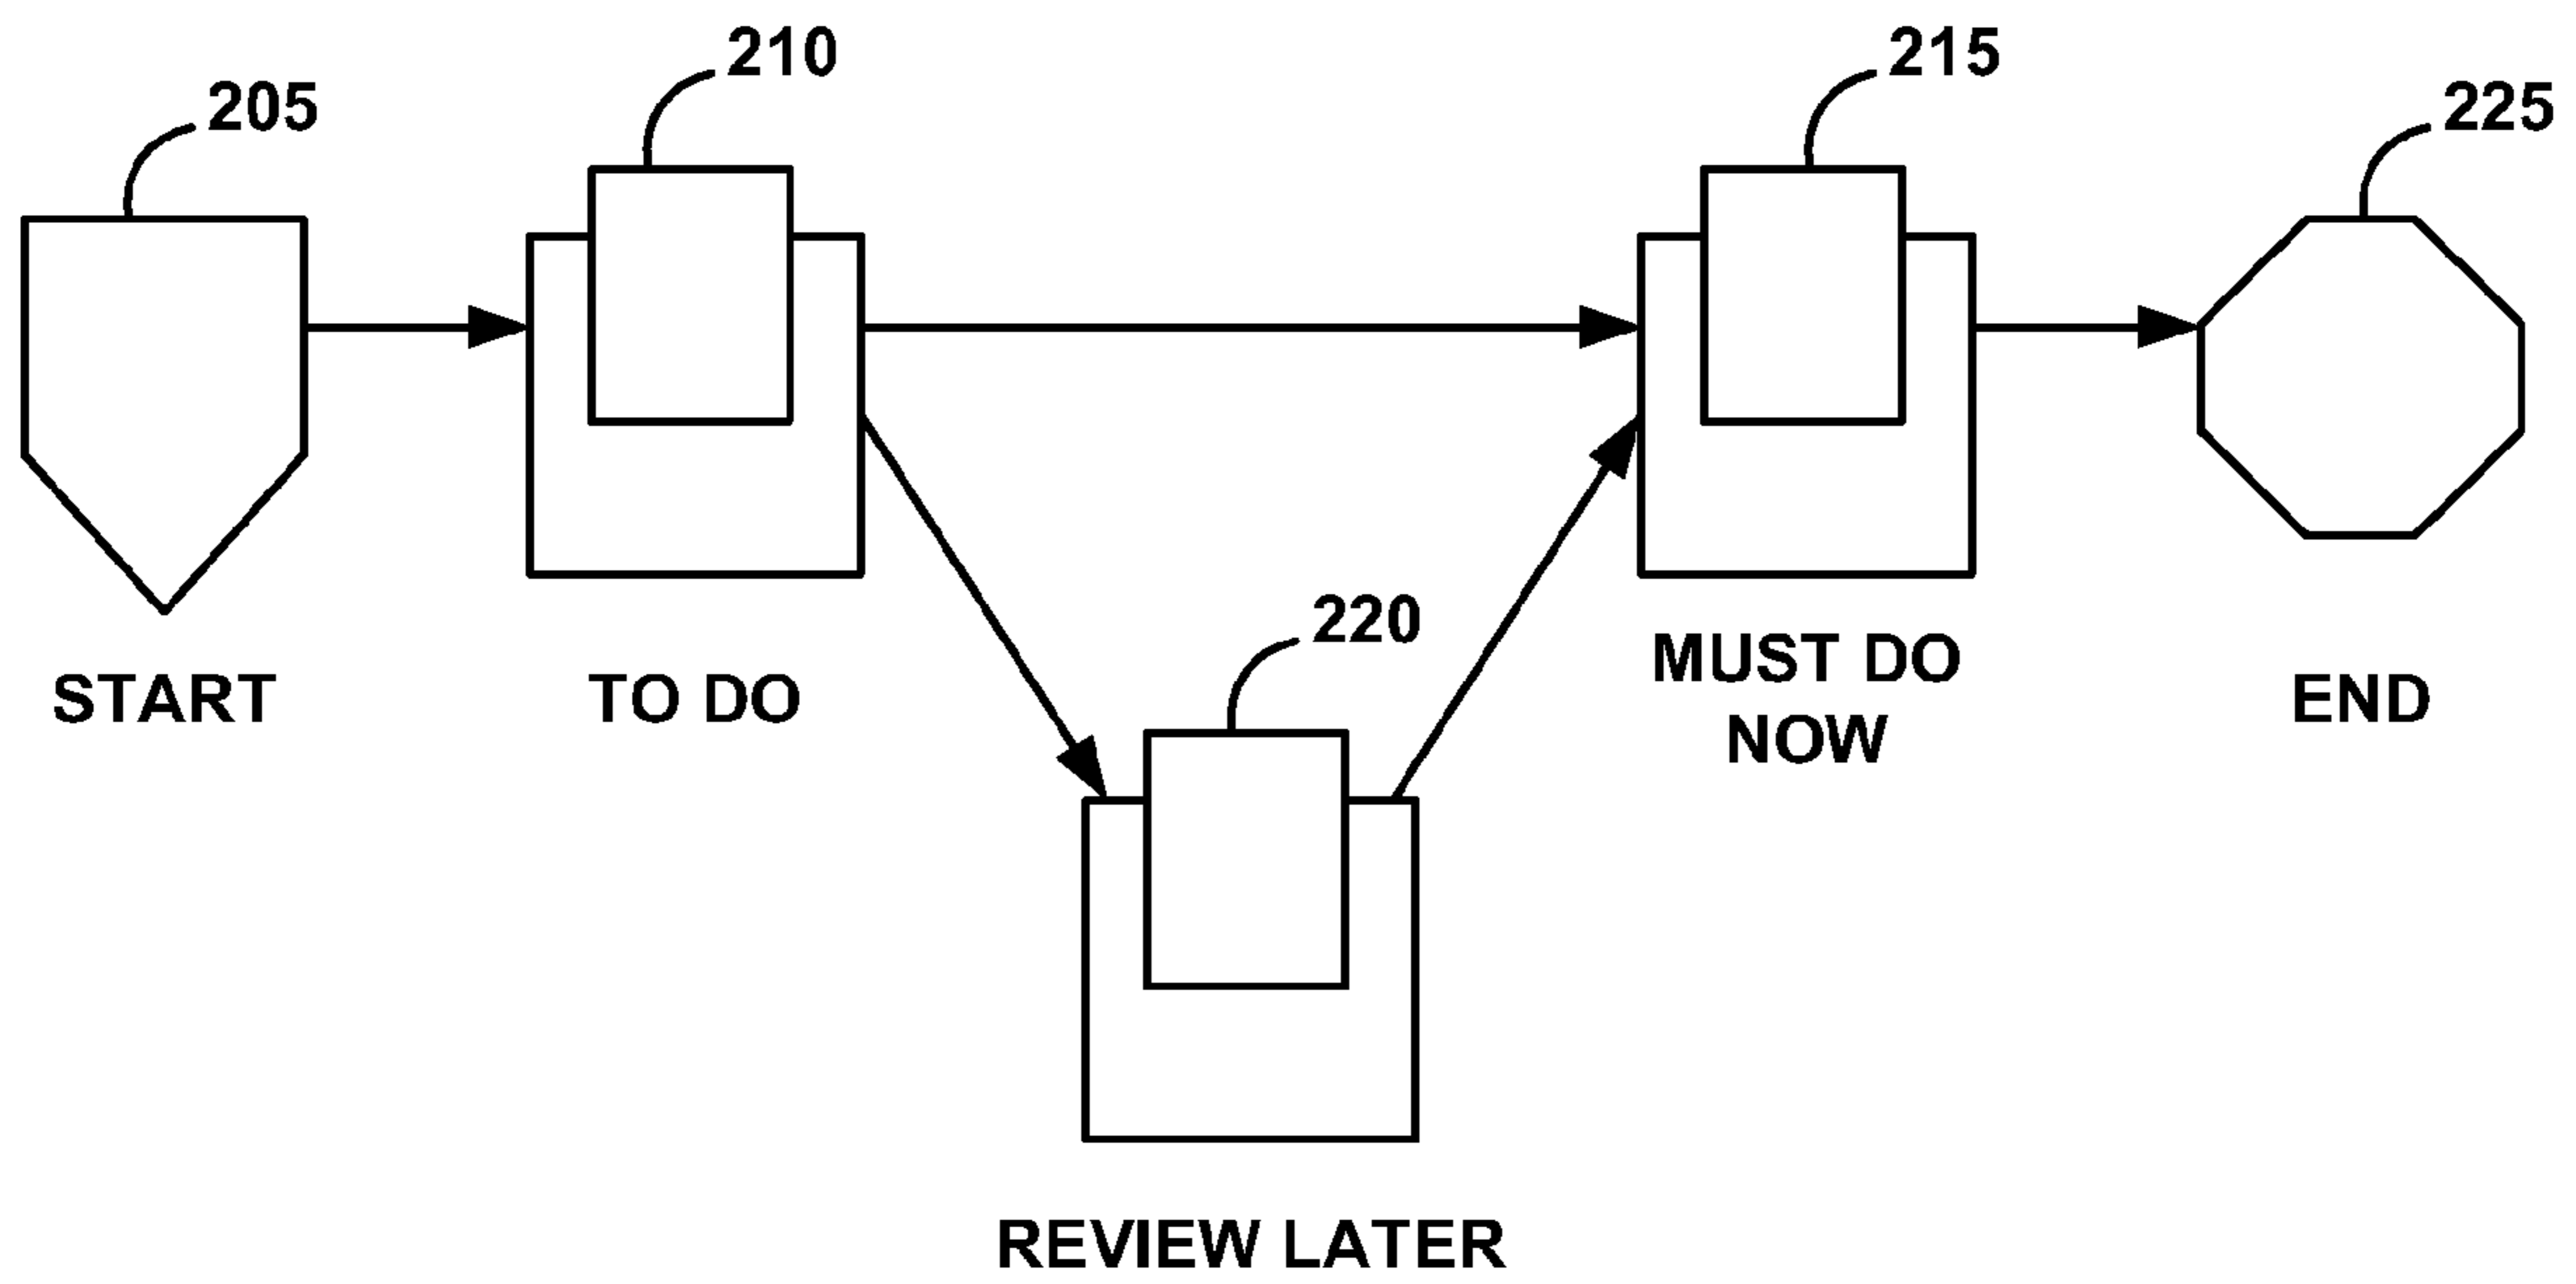 210
215
205
225
220
START
TO DO
MUST DO
NOW
END
REVIEW LATER